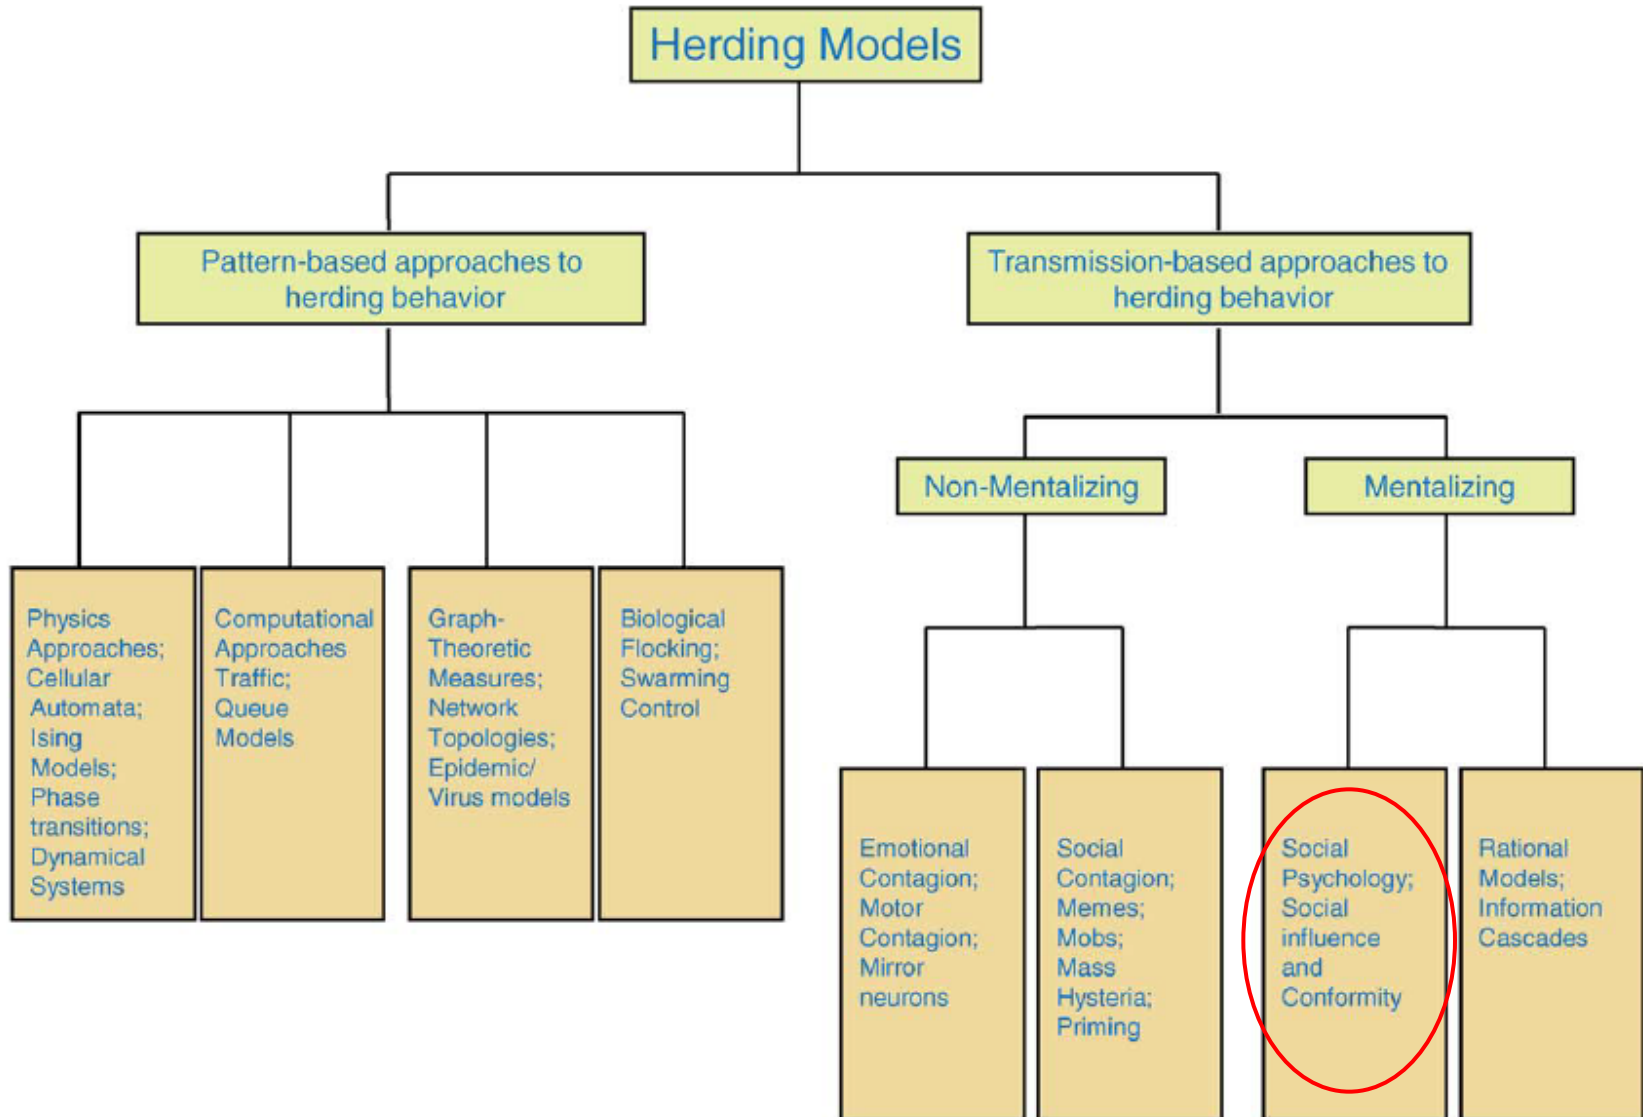 Herding Models
Pattern-based approaches to
herding behavior
Transmission-based approaches to
herding behavior
Non-Mentalizing
Mentalizing
Physics
Approaches;
Cellular
Automata;
Ising
Models;
Phase
transitions;
Dynamical
Systems
Computational
Approaches
Traffic;
Queue
Models
Graph-
Theoretic
Measures;
Network
Topologies;
Epidemic/
Virus models
Biological
Flocking;
Swarming
Control
Emotional
Contagion;
Motor
Contagion;
Mirror
neurons
Social
Contagion;
Memes;
Mobs;
Mass
Hysteria;
Priming
Social
Psychology;
Social
influence
and
Conformity
Rational
Models;
Information
Cascades